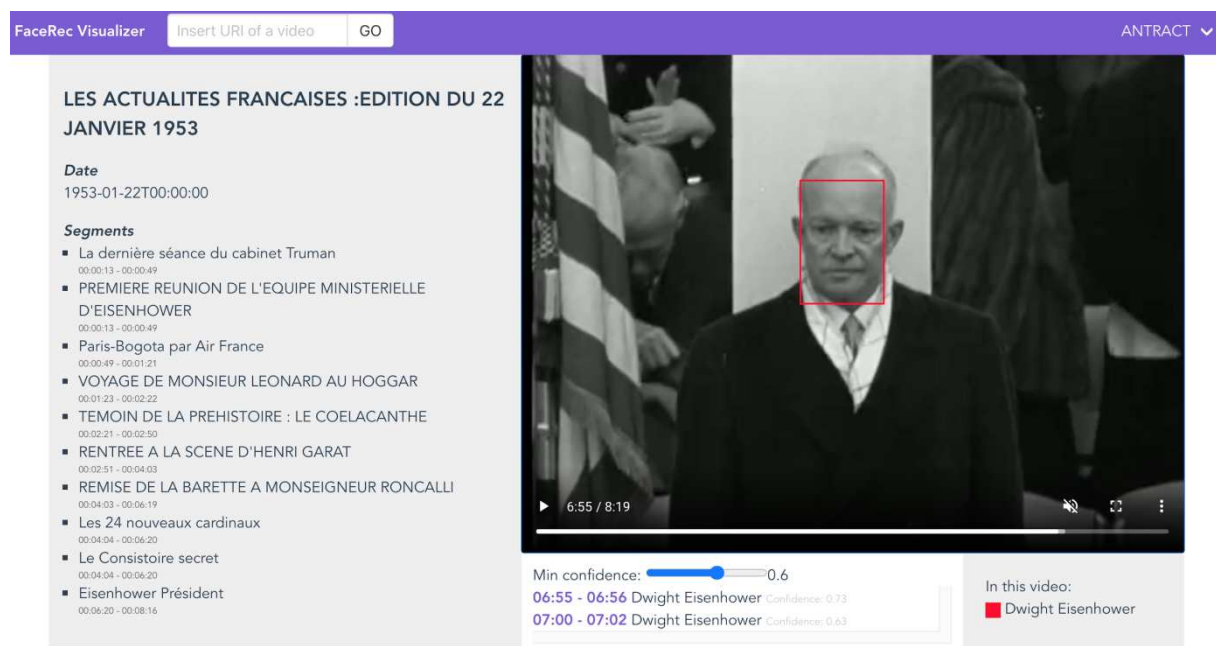 FaceRec Visualizer
Insert URI of a video
GO
ANTRACT
LES ACTUALITES FRANCAISES :EDITION DU 22
JANVIER 1953
Date
1953-01-22T00:00:00
Segments
La dernière séance du cabinet Truman
00:00:13 - 00:00:49
PREMIERE REUNION DE L'EQUIPE MINISTERIELLE
D'EISENHOWER
00:00:13 - 00:00:49
Paris-Bogota par Air France
00:00:49 - 00:01:21
VOYAGE DE MONSIEUR LEONARD AU HOGGAR
00:01:23 - 00:02:22
TEMOIN DE LA PREHISTOIRE : LE COELACANTHE
00:02:21 - 00:02:50
RENTREE A LA SCENE D'HENRI GARAT
00:02:51 - 00:04:03
REMISE DE LA BARETTE A MONSEIGNEUR RONCALLI
00:04:03 - 00:06:19
Les 24 nouveaux cardinaux
00:04:04 - 00:06:20
Le Consistoire secret
00:04:04 - 00:06:20
Eisenhower Président
00:06:20 - 00:08:16
6:55 / 8:19
Min confidence: 0.6
06:55 - 06:56 Dwight Eisenhower Confidence: 0.73
07:00 - 07:02 Dwight Eisenhower Confidence: 0.63
In this video:
Dwight Eisenhower